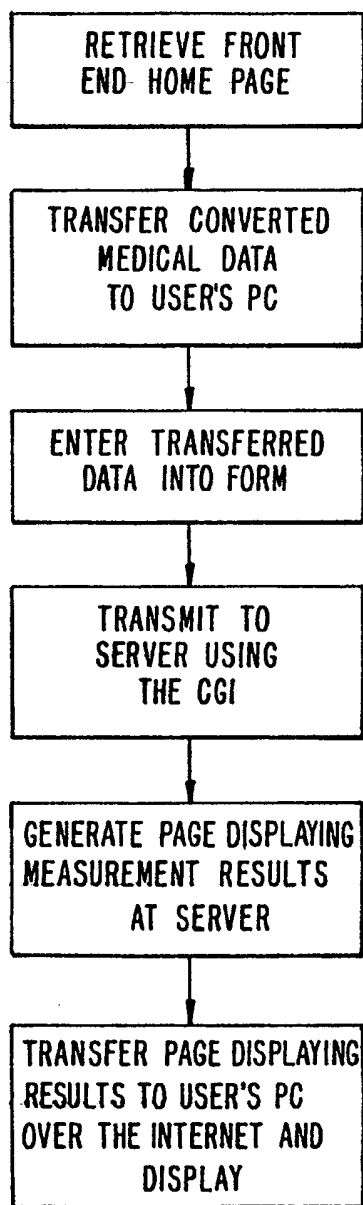 RETRIEVE FRONT
END HOME PAGE
TRANSFER CONVERTED
MEDICAL DATA
TO USER'S PC
ENTER TRANSFERRED
DATA INTO FORM
TRANSMIT TO
SERVER USING
THE CGI
GENERATE PAGE DISPLAYING
MEASUREMENT RESULTS
AT SERVER
TRANSFER PAGE DISPLAYING
RESULTS TO USER'S PC
OVER THE INTERNET AND
DISPLAY